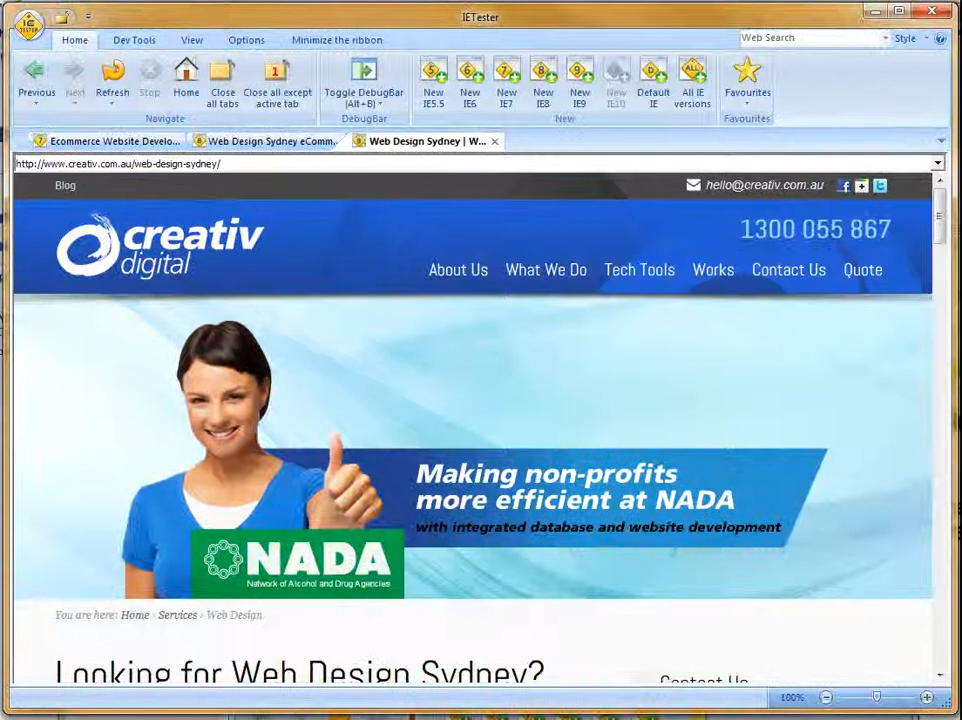 IETester
IE
TESTER
Home Dev Tools View Options Minimize the ribbon Web Search Style
Previous Next Refresh Stop Home Close all tabs Close all except active tab Toggle DebugBar (Alt+B) New IE5.5 New IE6 New IE7 New IE8 New IE9 New IE10 Default IE All IE versions Favourites
Navigate DebugBar New Favourites
Ecommerce Website Develo... Web Design Sydney eComm... Web Design Sydney | W...
http://www.creativ.com.au/web-design-sydney/
Blog hello@creativ.com.au
creativ
digital
1300 055 867
About Us What We Do Tech Tools Works Contact Us Quote
Making non-profits
more efficient at NADA
with integrated database and website development
NADA
Network of Alcohol and Drug Agencies
You are here: Home › Services › Web Design
Looking for Web Design Sydney?
Contact Us
100%